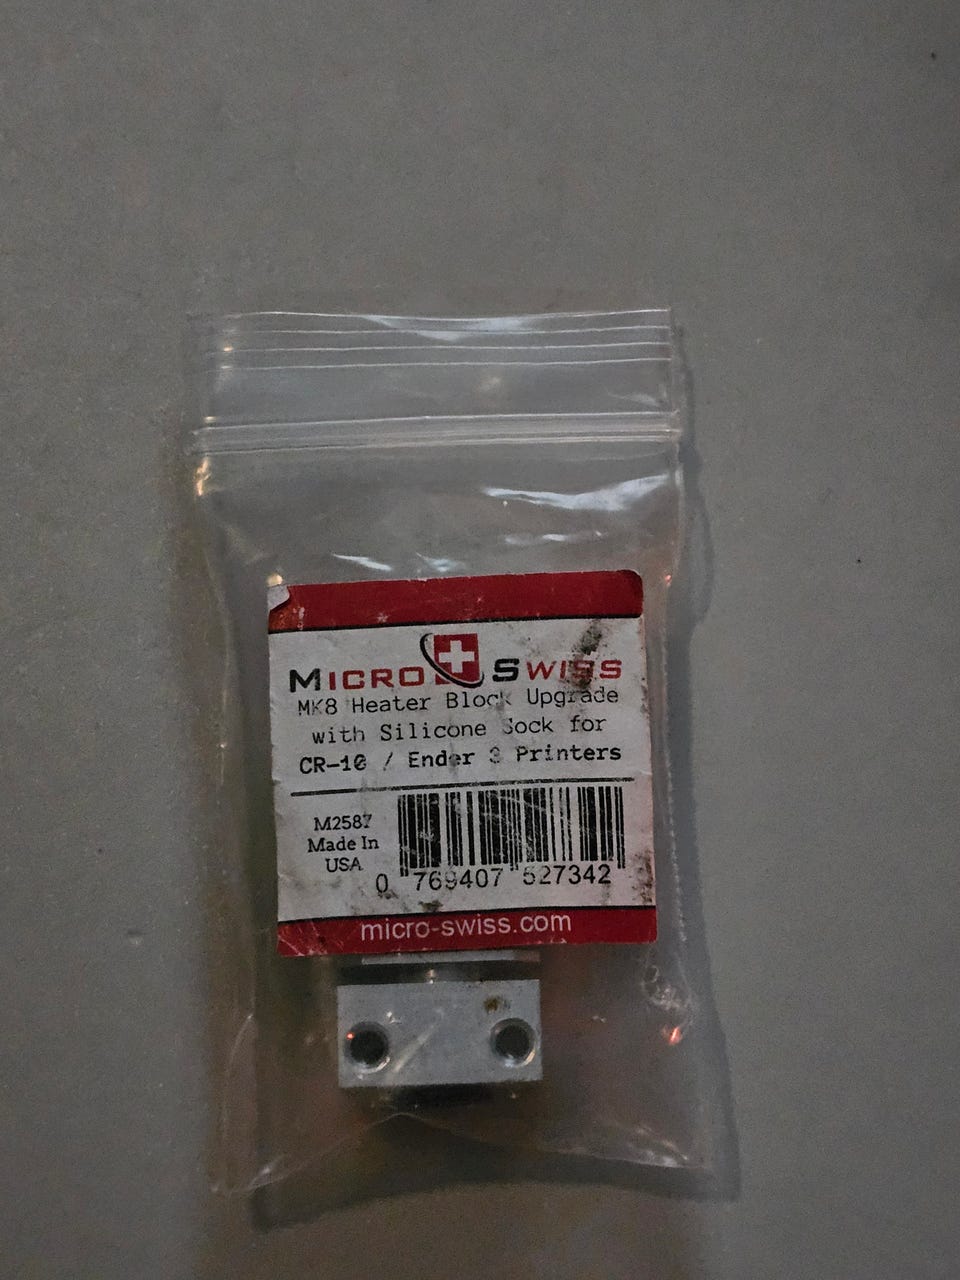 MICRO SWISS
MK8 Heater Block Upgrade
with Silicone Sock for
CR-10 / Ender 3 Printers
M2587
Made In
USA
0 769407 527342
micro-swiss.com